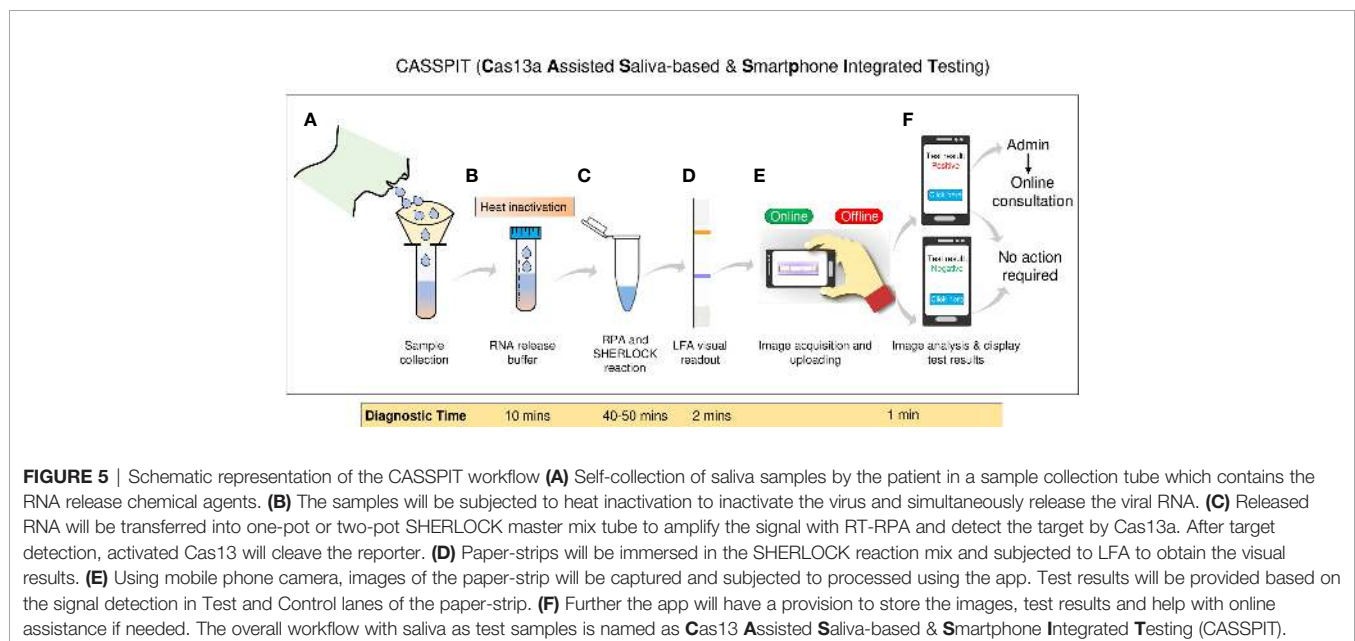 CASSPIT (Cas13a Assisted Saliva-based & Smartphone Integrated Testing)
A
B
C
D
E
F
Heat inactivation
Online
Offline
Test result:
Positive
Click here
Test result:
Negative
Click here
Admin
Online
consultation
No action
required
Sample
collection
RNA release
buffer
RPA and
SHERLOCK
reaction
LFA visual
readout
Image acquisition and
uploading
Image analysis & display
test results
Diagnostic Time 10 mins 40-50 mins 2 mins 1 min
FIGURE 5 | Schematic representation of the CASSPIT workflow (A) Self-collection of saliva samples by the patient in a sample collection tube which contains the
RNA release chemical agents. (B) The samples will be subjected to heat inactivation to inactivate the virus and simultaneously release the viral RNA. (C) Released
RNA will be transferred into one-pot or two-pot SHERLOCK master mix tube to amplify the signal with RT-RPA and detect the target by Cas13a. After target
detection, activated Cas13 will cleave the reporter. (D) Paper-strips will be immersed in the SHERLOCK reaction mix and subjected to LFA to obtain the visual
results. (E) Using mobile phone camera, images of the paper-strip will be captured and subjected to processed using the app. Test results will be provided based on
the signal detection in Test and Control lanes of the paper-strip. (F) Further the app will have a provision to store the images, test results and help with online
assistance if needed. The overall workflow with saliva as test samples is named as Cas13 Assisted Saliva-based & Smartphone Integrated Testing (CASSPIT).